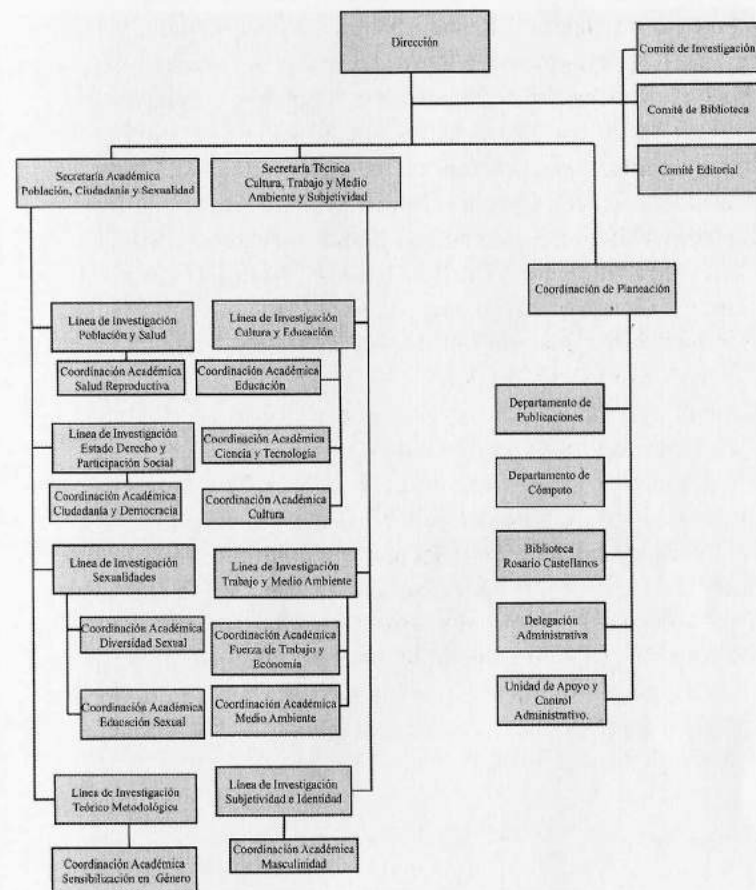 Dirección
Comité de Investigación
Comité de Biblioteca
Comité Editorial
Secretaría Académica
Población, Ciudadanía y Sexualidad
Secretaría Técnica
Cultura, Trabajo y Medio
Ambiente y Subjetividad
Coordinación de Planeación
Línea de Investigación
Población y Salud
Coordinación Académica
Salud Reproductiva
Línea de Investigación
Estado Derecho y
Participación Social
Coordinación Académica
Ciudadanía y Democracia
Línea de Investigación
Sexualidades
Coordinación Académica
Diversidad Sexual
Coordinación Académica
Educación Sexual
Línea de Investigación
Teórico Metodológica
Coordinación Académica
Sensibilización en Género
Línea de Investigación
Cultura y Educación
Coordinación Académica
Educación
Coordinación Académica
Ciencia y Tecnología
Coordinación Académica
Cultura
Línea de Investigación
Trabajo y Medio Ambiente
Coordinación Académica
Fuerza de Trabajo y
Economía
Coordinación Académica
Medio Ambiente
Línea de Investigación
Subjetividad e Identidad
Coordinación Académica
Masculinidad
Departamento de
Publicaciones
Departamento de
Cómputo
Biblioteca
Rosario Castellanos
Delegación
Administrativa
Unidad de Apoyo y
Control
Administrativo.